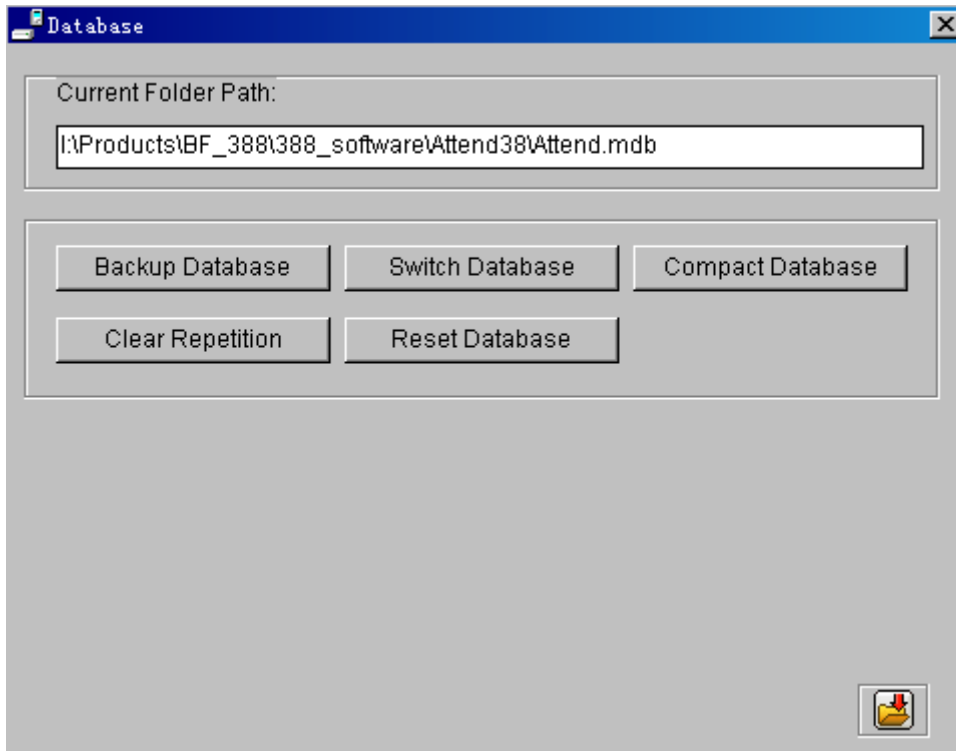 Database
Current Folder Path:
I:\Products\BF_388\388_software\Attend38\Attend.mdb
Backup Database
Switch Database
Compact Database
Clear Repetition
Reset Database